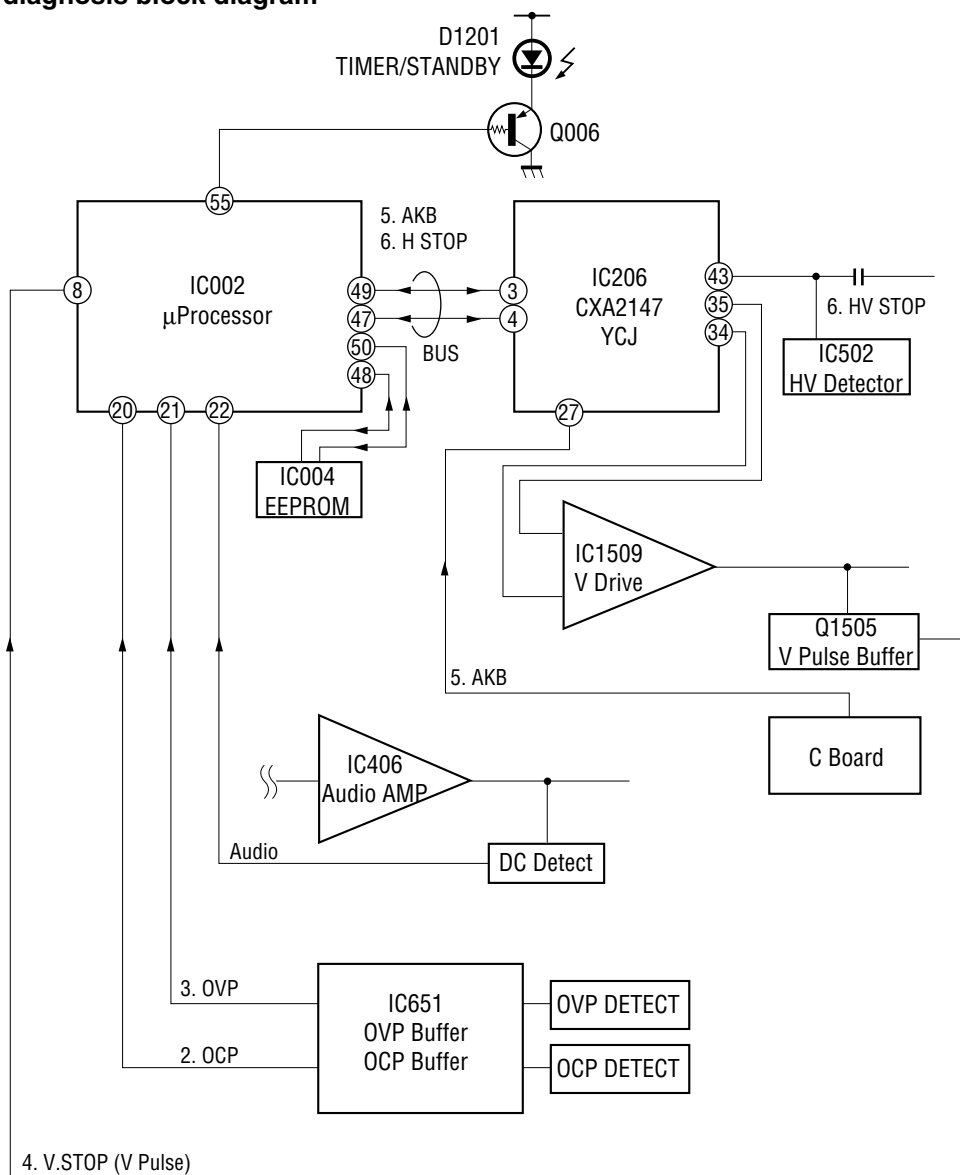 diagnosis block diagram
D1201
TIMER/STANDBY
Q006
55
5. AKB
6. H STOP
8
IC002
μProcessor
49
47
50
48
BUS
3
4
IC206
CXA2147
YCJ
43
35
34
6. HV STOP
IC502
HV Detector
20
21
22
27
IC004
EEPROM
IC1509
V Drive
Q1505
V Pulse Buffer
5. AKB
C Board
IC406
Audio AMP
Audio
DC Detect
3. OVP
2. OCP
IC651
OVP Buffer
OCP Buffer
OVP DETECT
OCP DETECT
4. V.STOP (V Pulse)